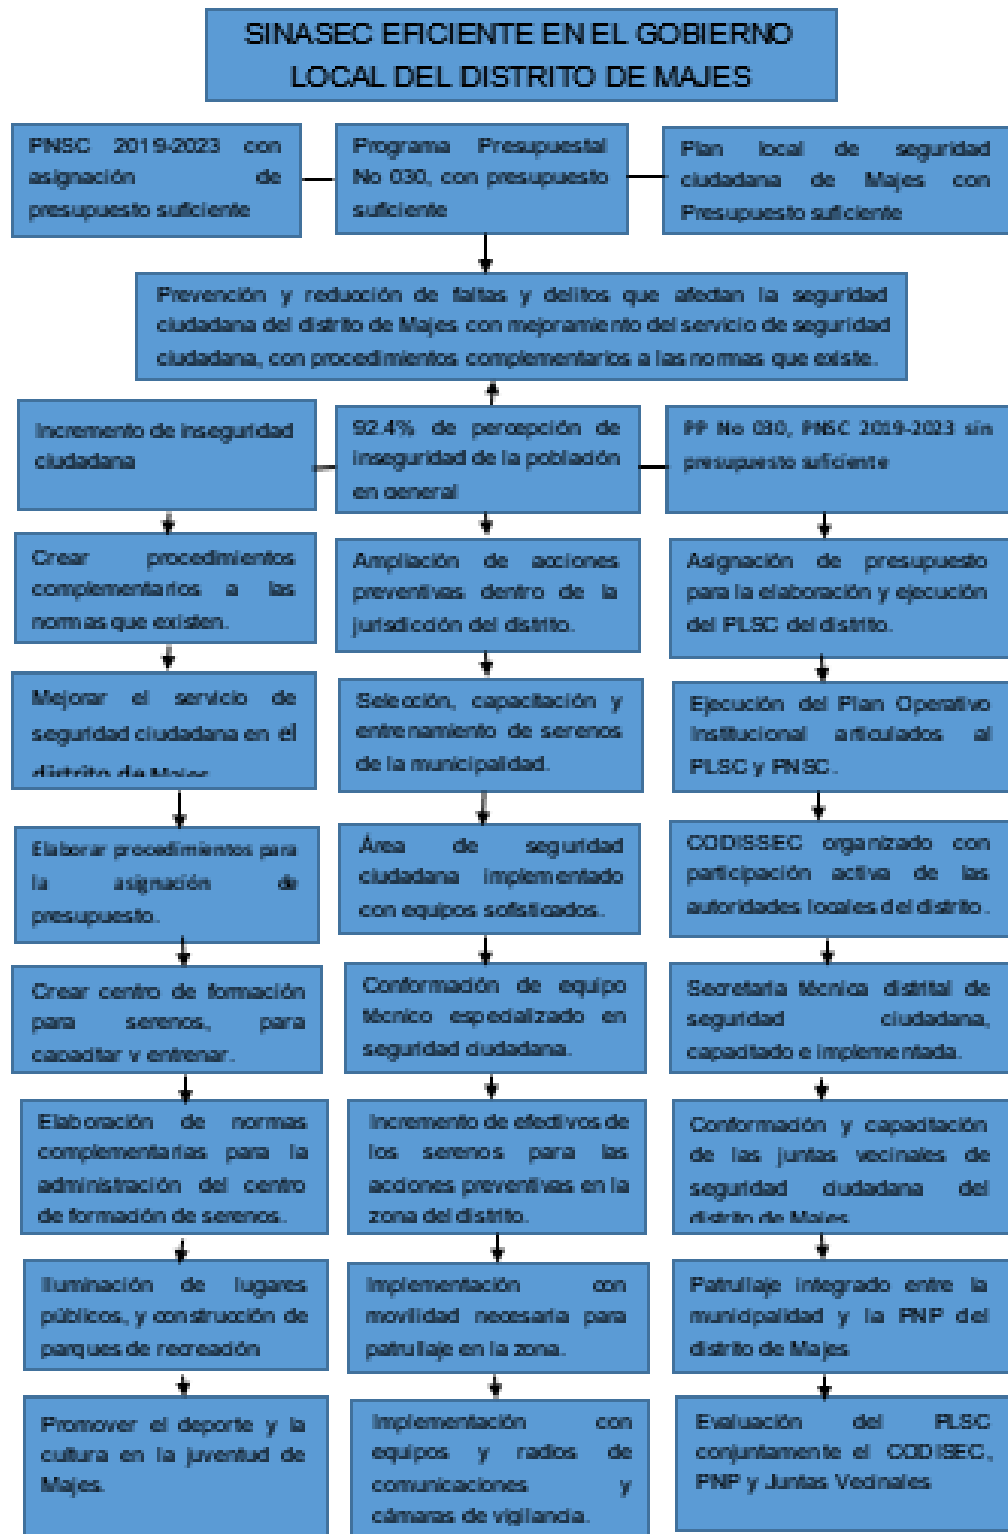 SINASEC EFICIENTE EN EL GOBIERNO
LOCAL DEL DISTRITO DE MAJES
PNSC 2019-2023 con
asignación de
presupuesto suficiente
Programa Presupuestal
No 030, con presupuesto
suficiente
Plan local de seguridad
ciudadana de Majes con
Presupuesto suficiente
Prevención y reducción de faltas y delitos que afectan la seguridad
ciudadana del distrito de Majes con mejoramiento del servicio de seguridad
ciudadana, con procedimientos complementarios a las normas que existe.
Incremento de inseguridad
ciudadana
92.4% de percepción de
inseguridad de la población
en general
PP No 030, PNSC 2019-2023 sin
presupuesto suficiente
Crear procedimientos
complementarios a las
normas que existen.
Ampliación de acciones
preventivas dentro de la
jurisdicción del distrito.
Asignación de presupuesto
para la elaboración y ejecución
del PLSC del distrito.
Mejorar el servicio de
seguridad ciudadana en el
distrito de Majes
Selección, capacitación y
entrenamiento de serenos
de la municipalidad.
Ejecución del Plan Operativo
Institucional articulados al
PLSC y PNSC.
Elaborar procedimientos para
la asignación de
presupuesto.
Área de seguridad
ciudadana implementado
con equipos sofisticados.
CODISSEC organizado con
participación activa de las
autoridades locales del distrito.
Crear centro de formación
para serenos, para
capacitar y entrenar.
Conformación de equipo
técnico especializado en
seguridad ciudadana.
Secretaria técnica distrital de
seguridad ciudadana,
capacitado e implementada.
Elaboración de normas
complementarias para la
administración del centro
de formación de serenos.
Incremento de efectivos de
los serenos para las
acciones preventivas en la
zona del distrito.
Conformación y capacitación
de las juntas vecinales de
seguridad ciudadana del
distrito de Majes
Iluminación de lugares
públicos, y construcción de
parques de recreación
Implementación con
movilidad necesaria para
patrullaje en la zona.
Patrullaje integrado entre la
municipalidad y la PNP del
distrito de Majes
Promover el deporte y la
cultura en la juventud de
Majes.
Implementación con
equipos y radios de
comunicaciones y
cámaras de vigilancia.
Evaluación del PLSC
conjuntamente el CODISEC,
PNP y Juntas Vecinales